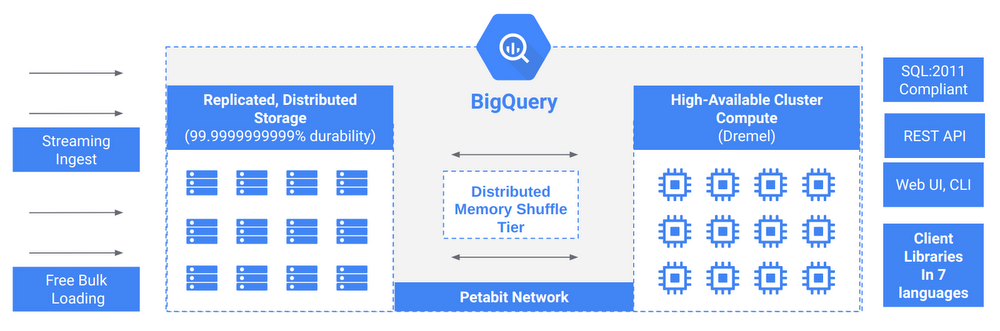 Streaming
Ingest
Free Bulk
Loading
Replicated, Distributed
Storage
(99.9999999999% durability)
BigQuery
Distributed
Memory Shuffle
Tier
Petabit Network
High-Available Cluster
Compute
(Dremel)
SQL:2011
Compliant
REST API
Web UI, CLI
Client
Libraries
In 7
languages